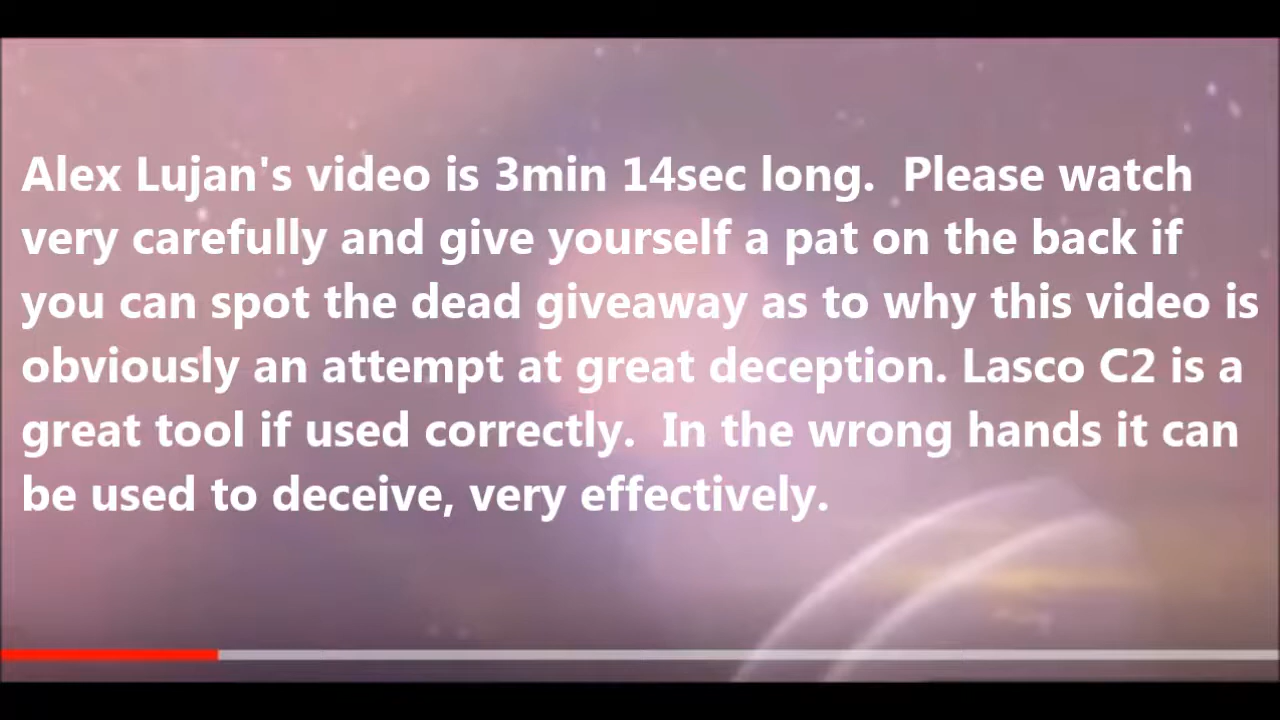 Alex Lujan's video is 3min 14sec long.  Please watch
very carefully and give yourself a pat on the back if
you can spot the dead giveaway as to why this video is
obviously an attempt at great deception. Lasco C2 is a
great tool if used correctly.  In the wrong hands it can
be used to deceive, very effectively.